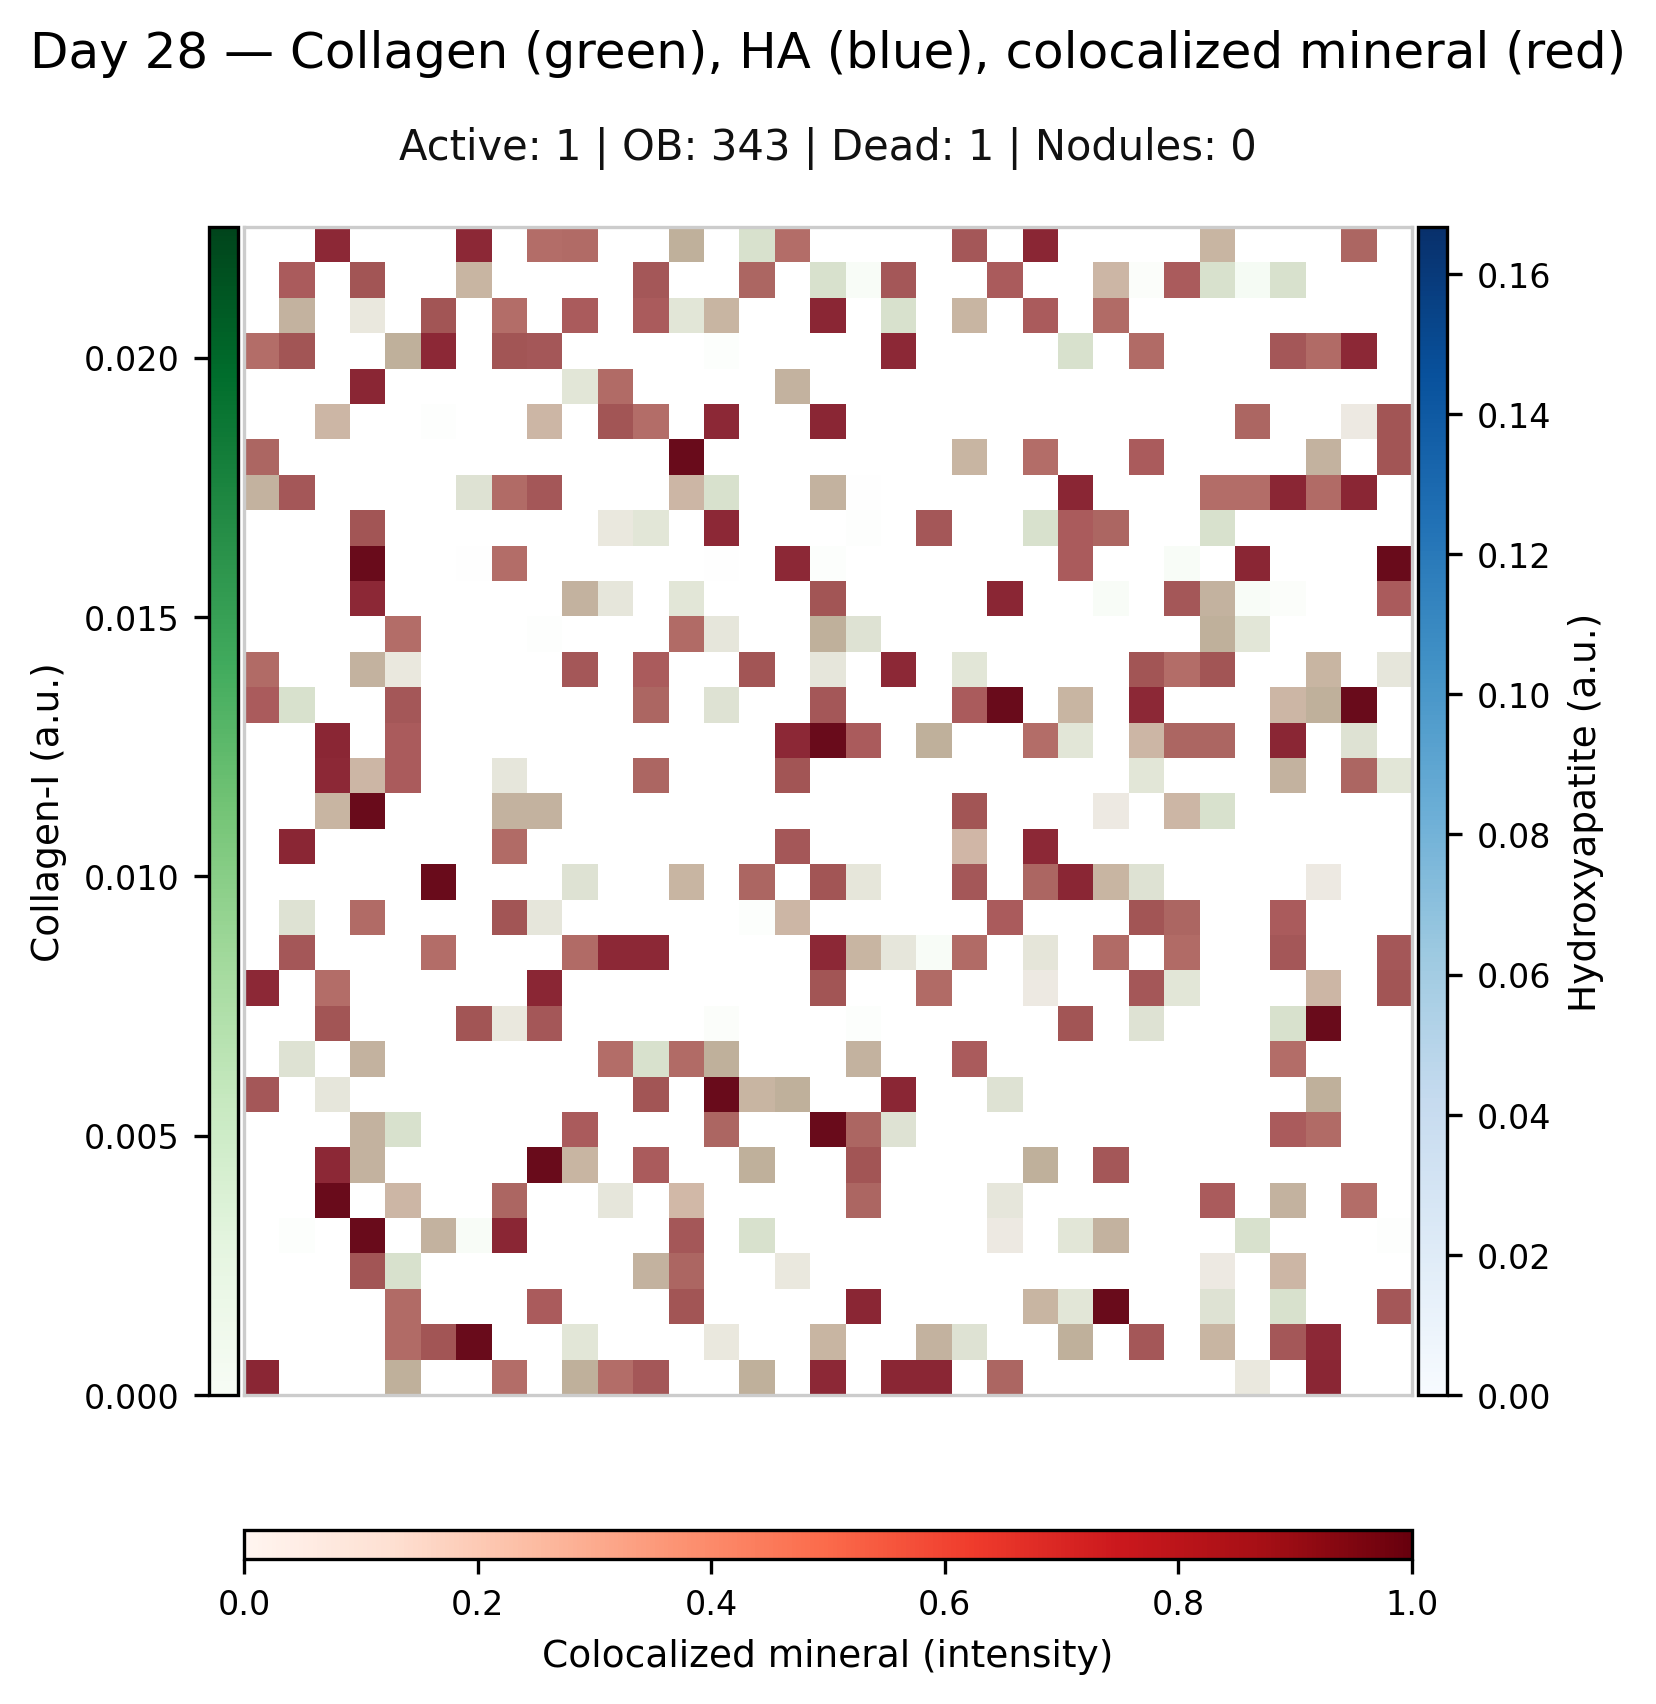 Day 28 — Collagen (green), HA (blue), colocalized mineral (red)
Active: 1 | OB: 343 | Dead: 1 | Nodules: 0
Collagen-I (a.u.)
0.020
0.015
0.010
0.005
0.000
0.16
0.14
0.12
0.10
0.08
0.06
0.04
0.02
0.00
Hydroxyapatite (a.u.)
0.0 0.2 0.4 0.6 0.8 1.0
Colocalized mineral (intensity)